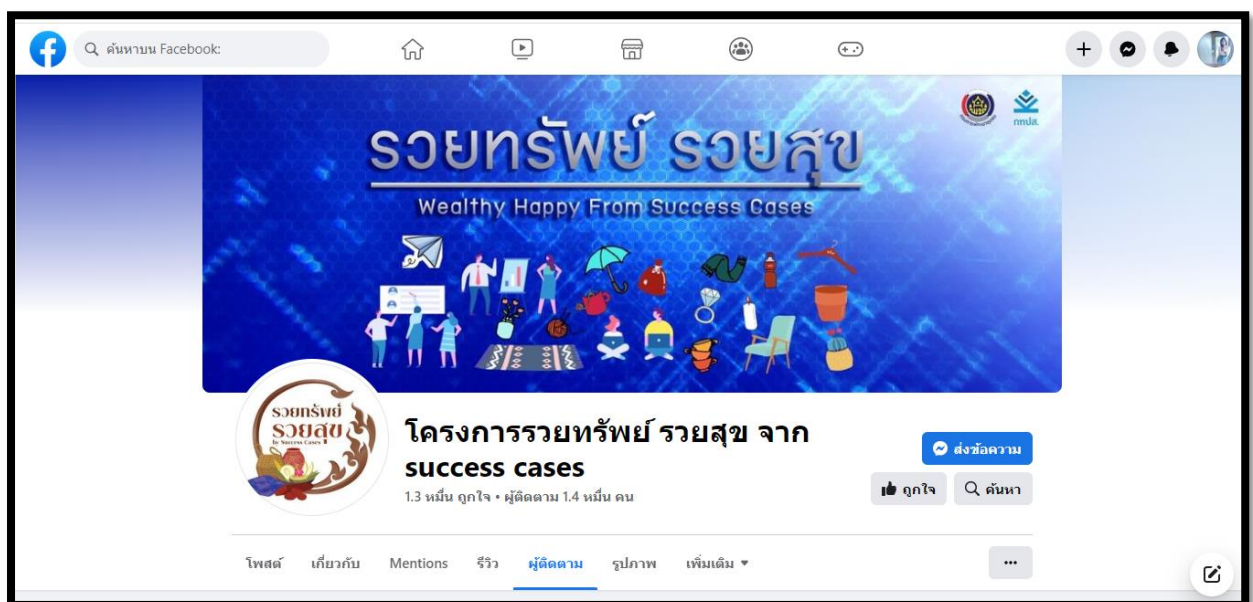 ค้นหาบน Facebook:
กทปส.
รวยทรัพย์ รวยสุข
Wealthy Happy From Success Cases
รวยทรัพย์
รวยสุข
by Success Cases
โครงการรวยทรัพย์ รวยสุข จาก
success cases
1.3 หมื่น ถูกใจ • ผู้ติดตาม 1.4 หมื่น คน
ส่งข้อความ
ถูกใจ
ค้นหา
โพสต์ เกี่ยวกับ Mentions รีวิว ผู้ติดตาม รูปภาพ เพิ่มเติม